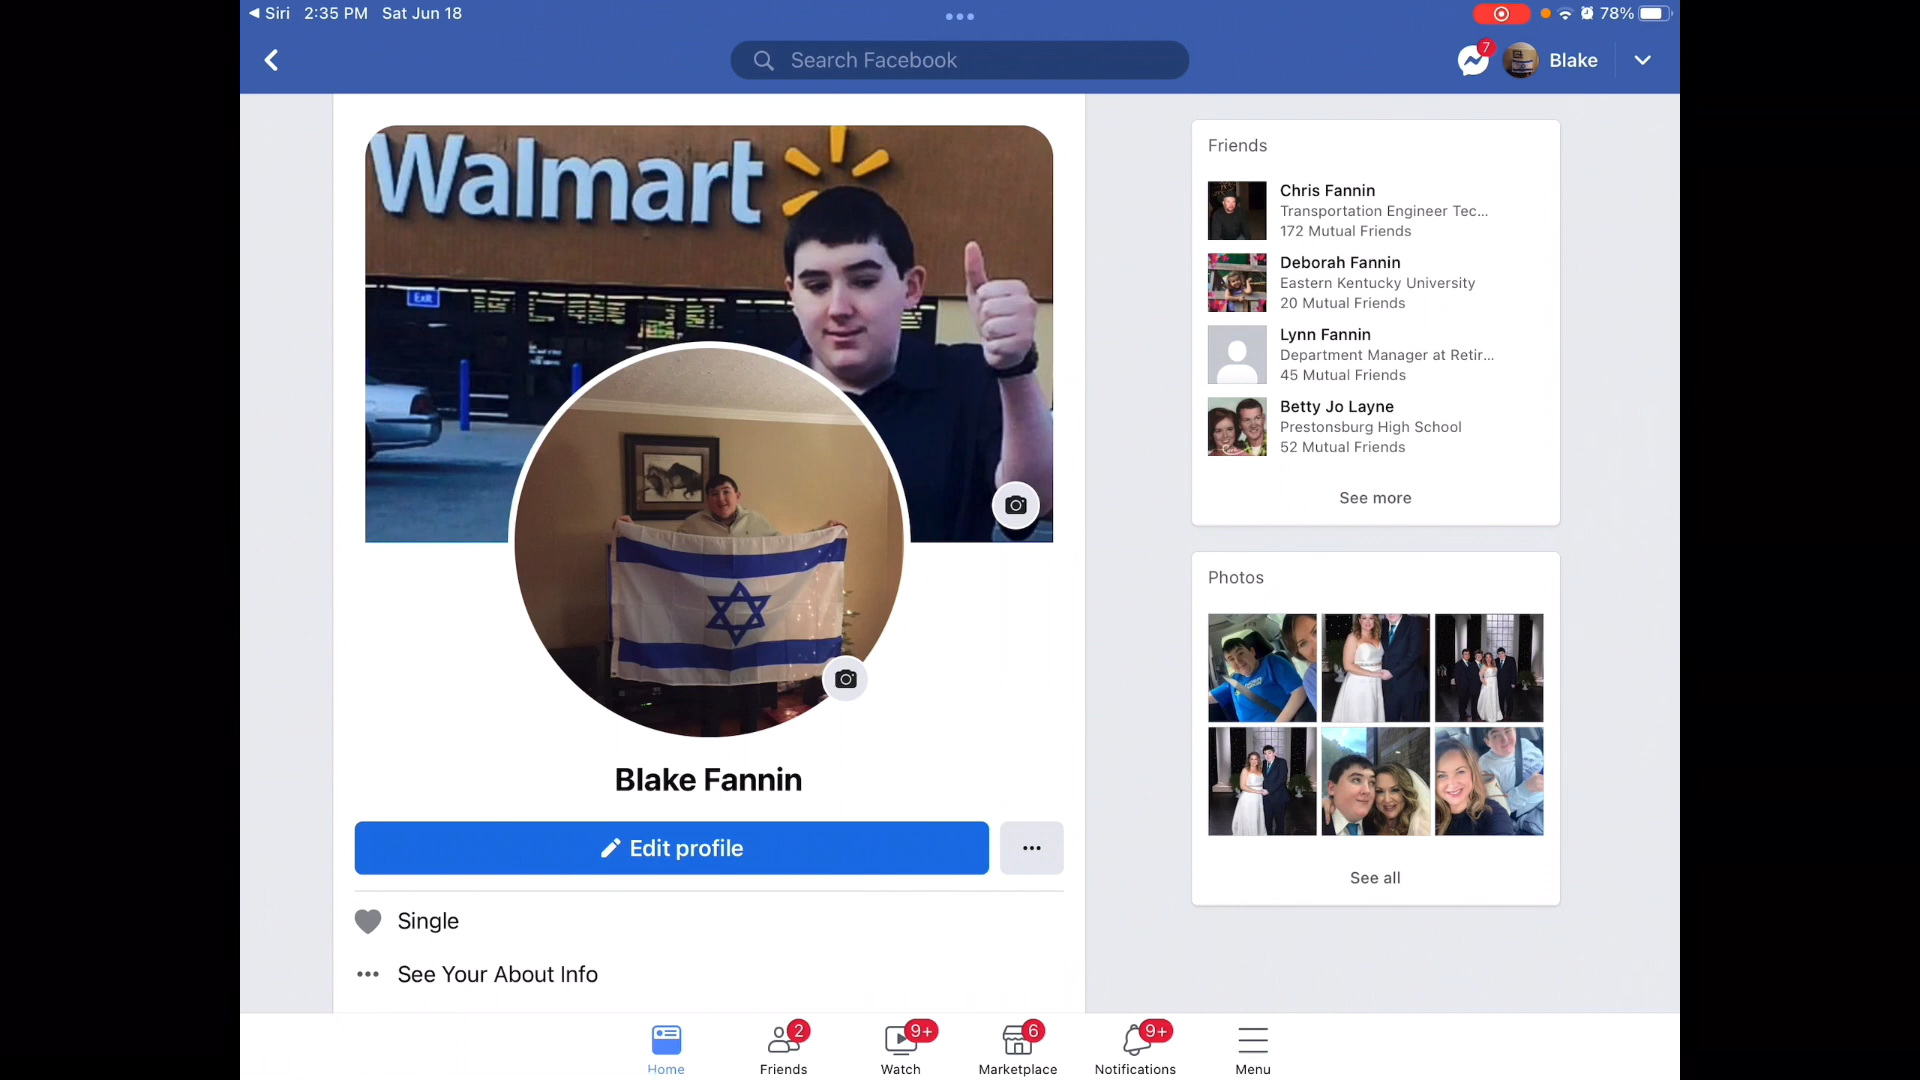 Siri 2:35 PM Sat Jun 18
78%
Search Facebook
7
Blake
Walmart
Exit
Blake Fannin
Edit profile
Single
See Your About Info
Friends
Chris Fannin
Transportation Engineer Tec...
172 Mutual Friends
Deborah Fannin
Eastern Kentucky University
20 Mutual Friends
Lynn Fannin
Department Manager at Retir...
45 Mutual Friends
Betty Jo Layne
Prestonsburg High School
52 Mutual Friends
See more
Photos
See all
2
9+
6
9+
Home
Friends
Watch
Marketplace
Notifications
Menu